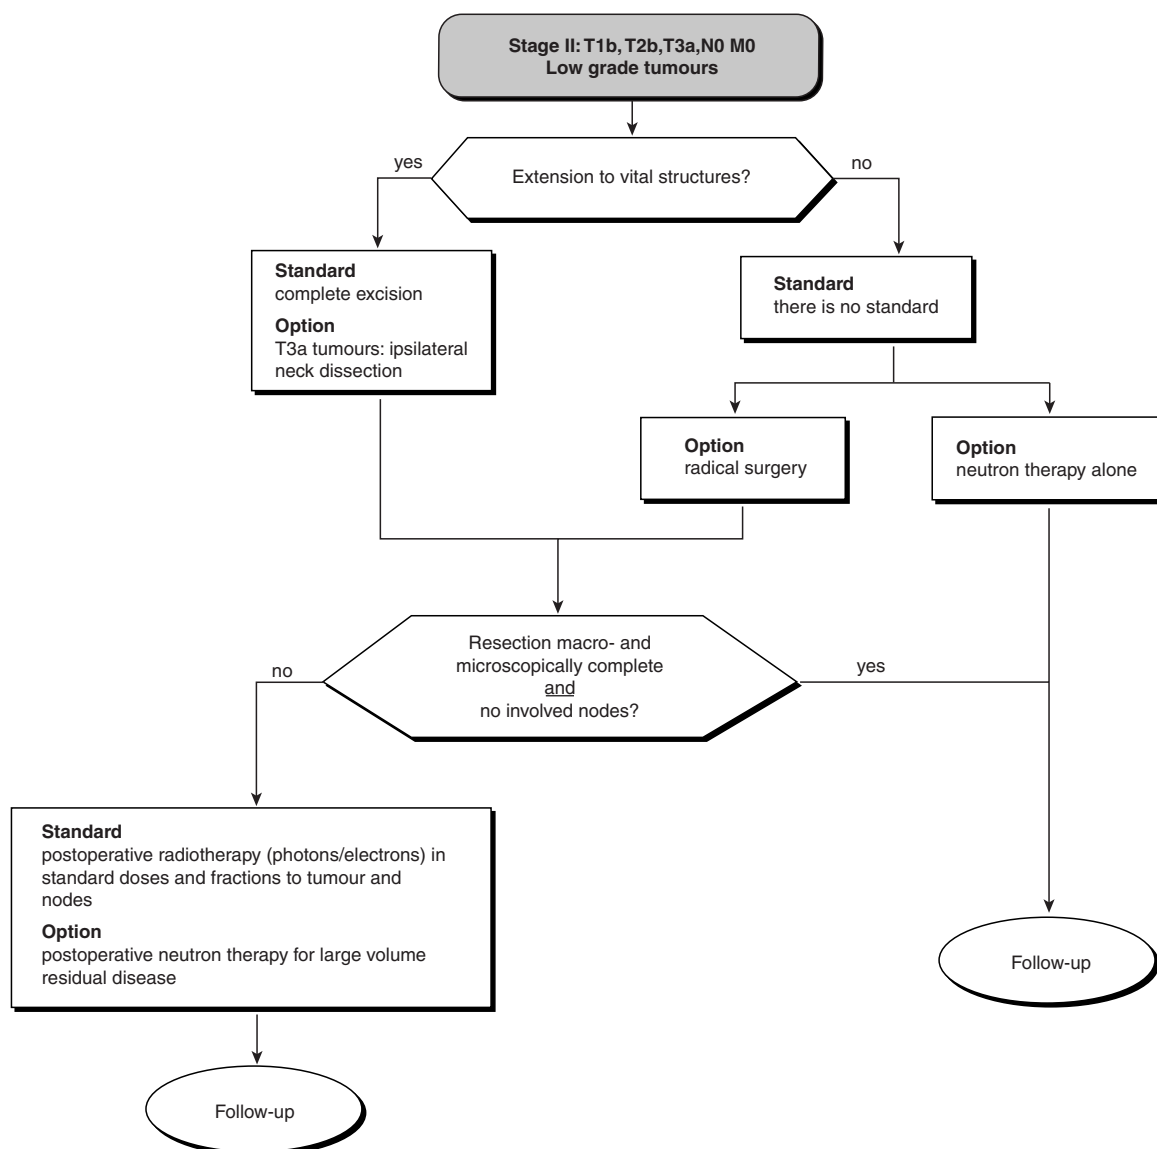 Stage II: T1b, T2b,T3a,N0 M0
Low grade tumours
Extension to vital structures?
yes
no
Standard
complete excision
Option
T3a tumours: ipsilateral
neck dissection
Standard
there is no standard
Option
radical surgery
Option
neutron therapy alone
Resection macro- and
microscopically complete
and
no involved nodes?
no
yes
Standard
postoperative radiotherapy (photons/electrons) in
standard doses and fractions to tumour and
nodes
Option
postoperative neutron therapy for large volume
residual disease
Follow-up
Follow-up